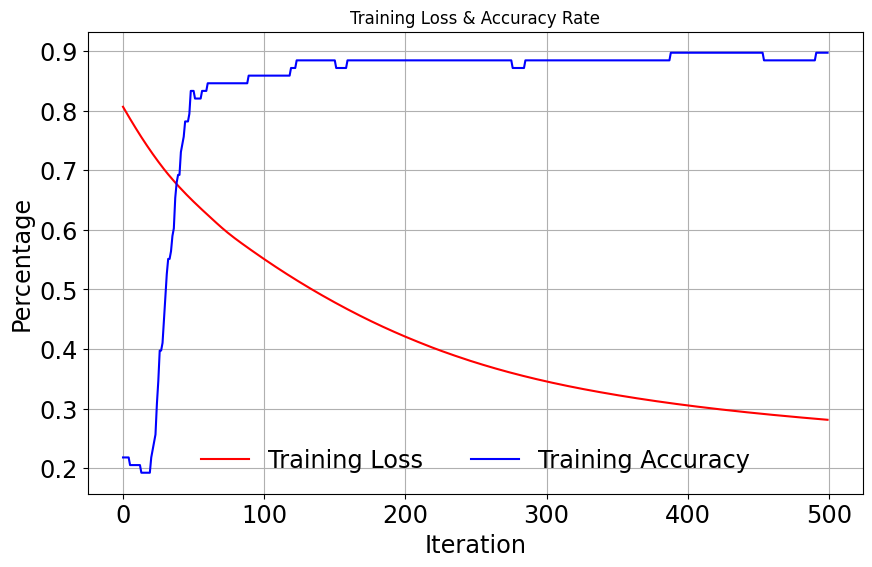 Training Loss & Accuracy Rate
0.9
0.8
0.7
0.6
0.5
0.4
0.3
0.2
Percentage
Training Loss
Training Accuracy
0
100
200
300
400
500
Iteration